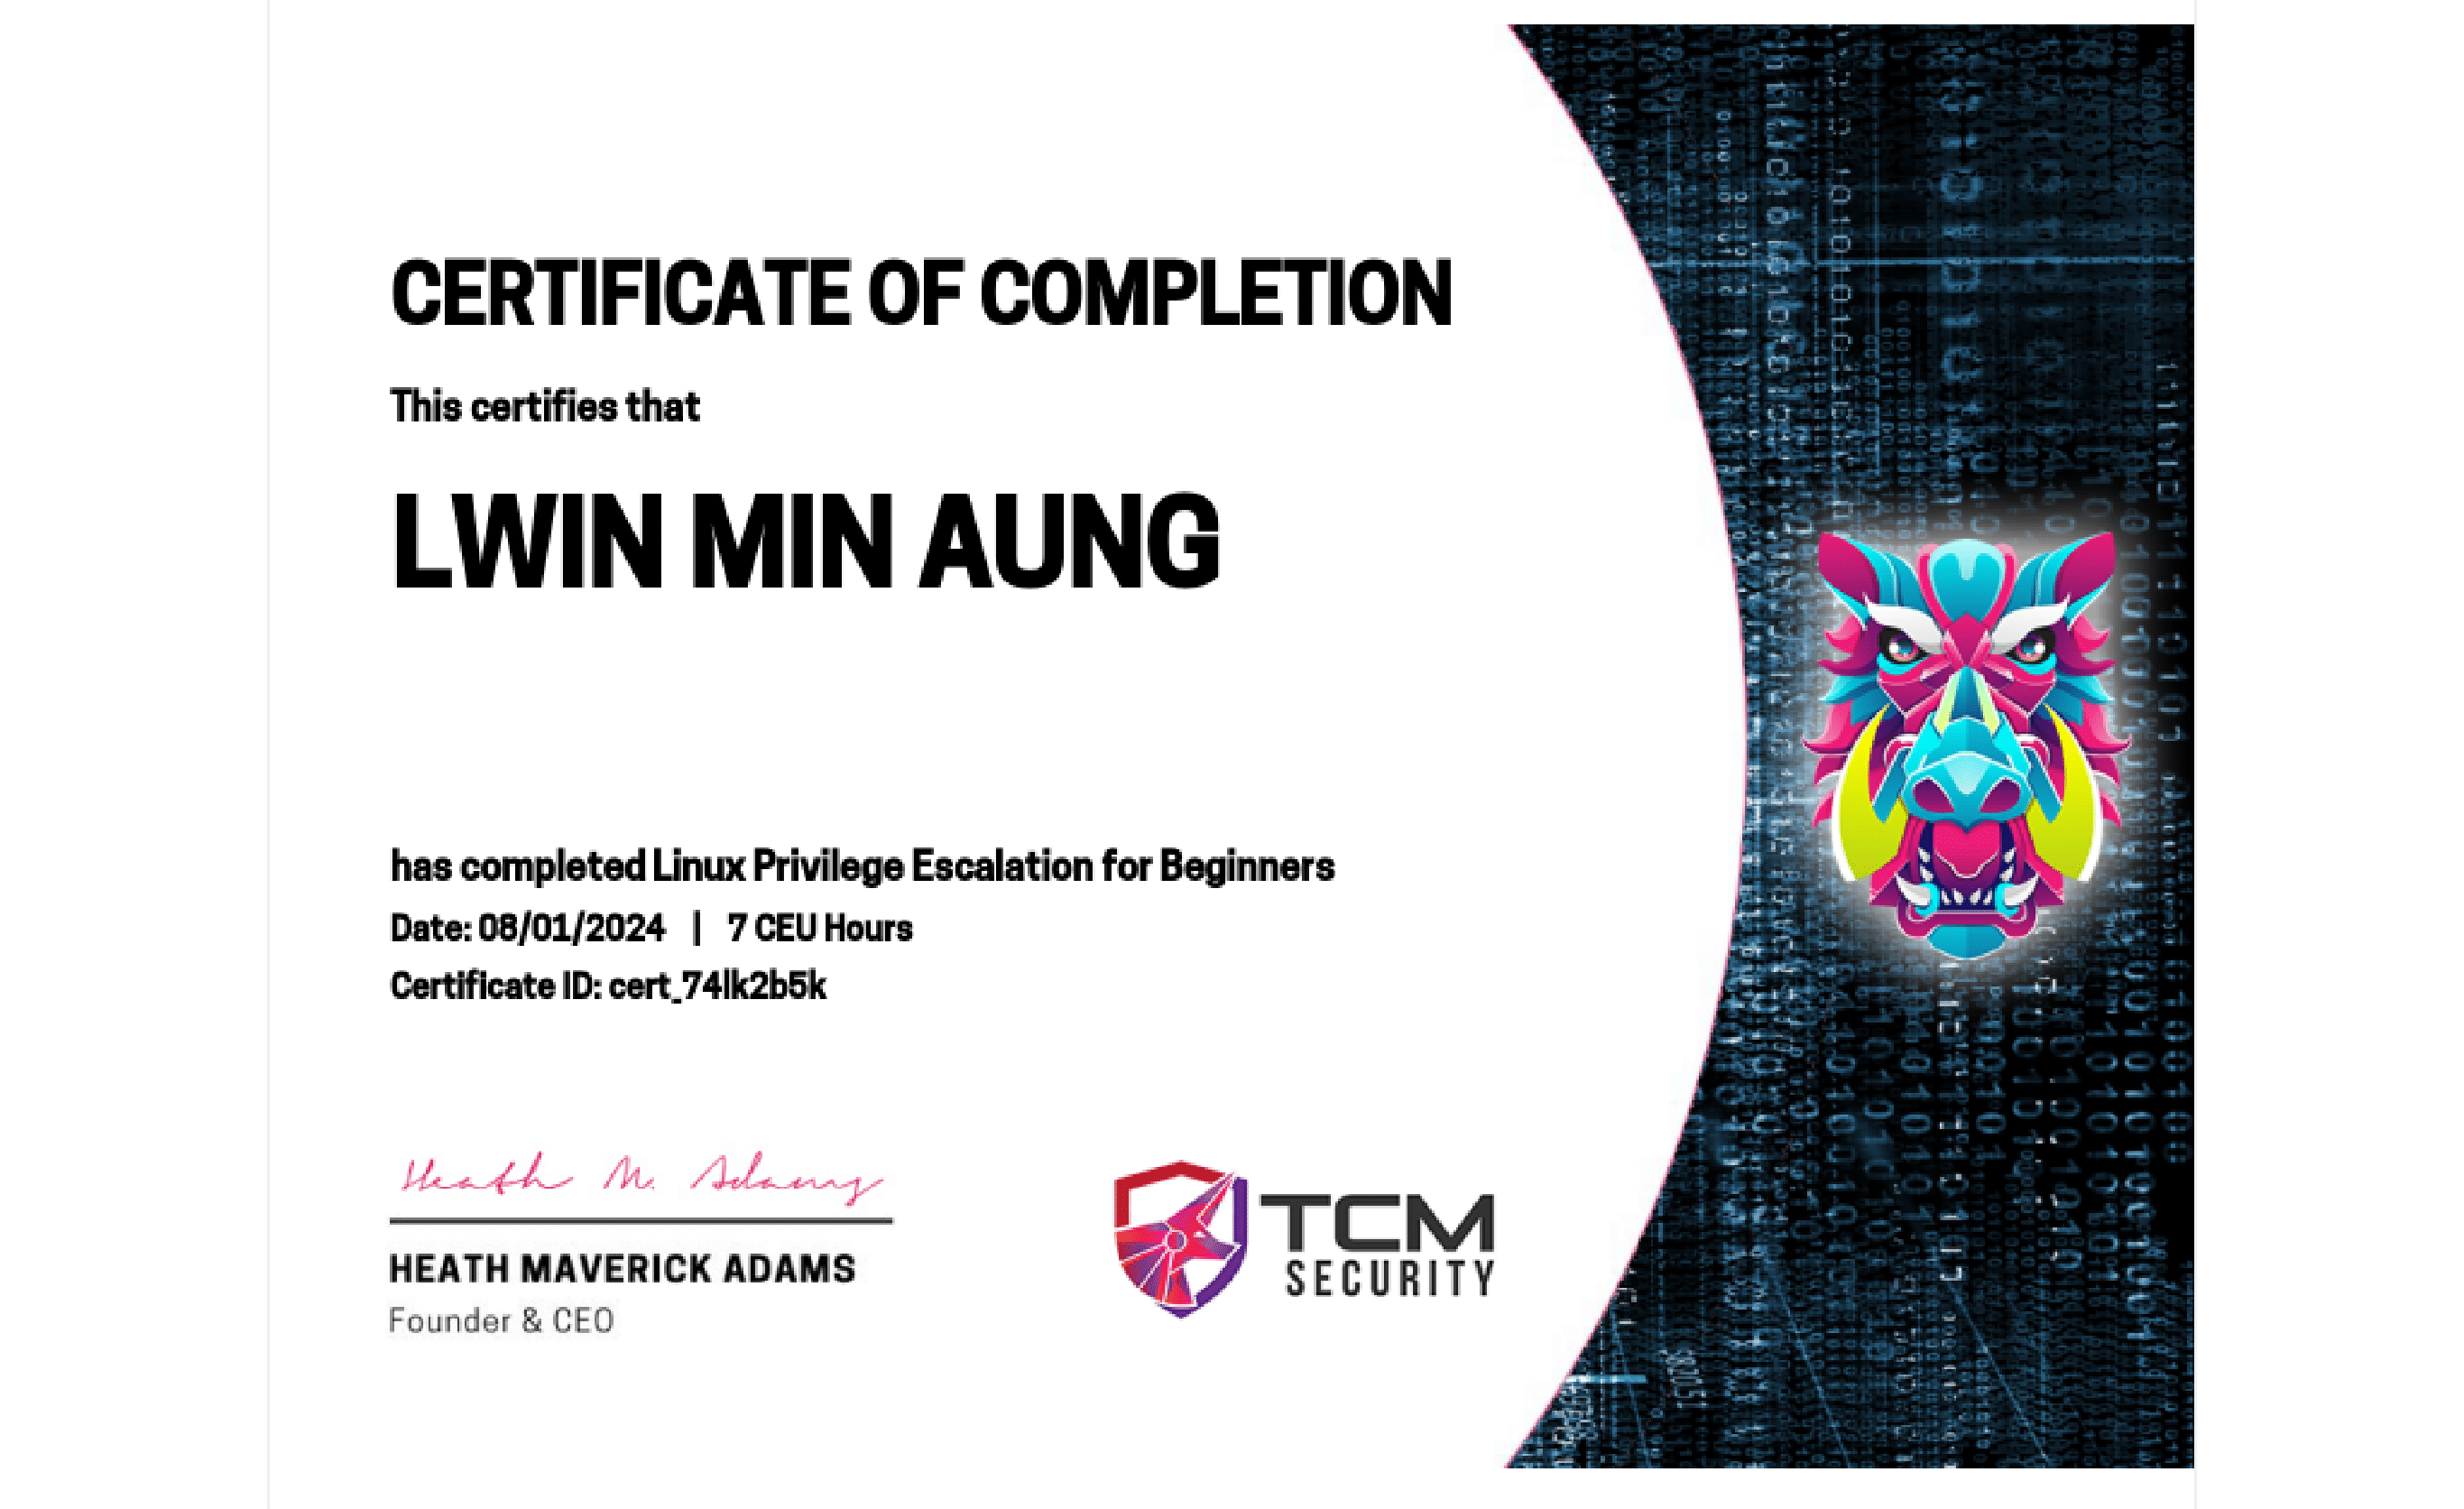 CERTIFICATE OF COMPLETION
This certifies that
LWIN MIN AUNG
has completed Linux Privilege Escalation for Beginners
Date: 08/01/2024 | 7 CEU Hours
Certificate ID: cert_74lk2b5k
Heath M. Adams
HEATH MAVERICK ADAMS
Founder & CEO
TCM
SECURITY